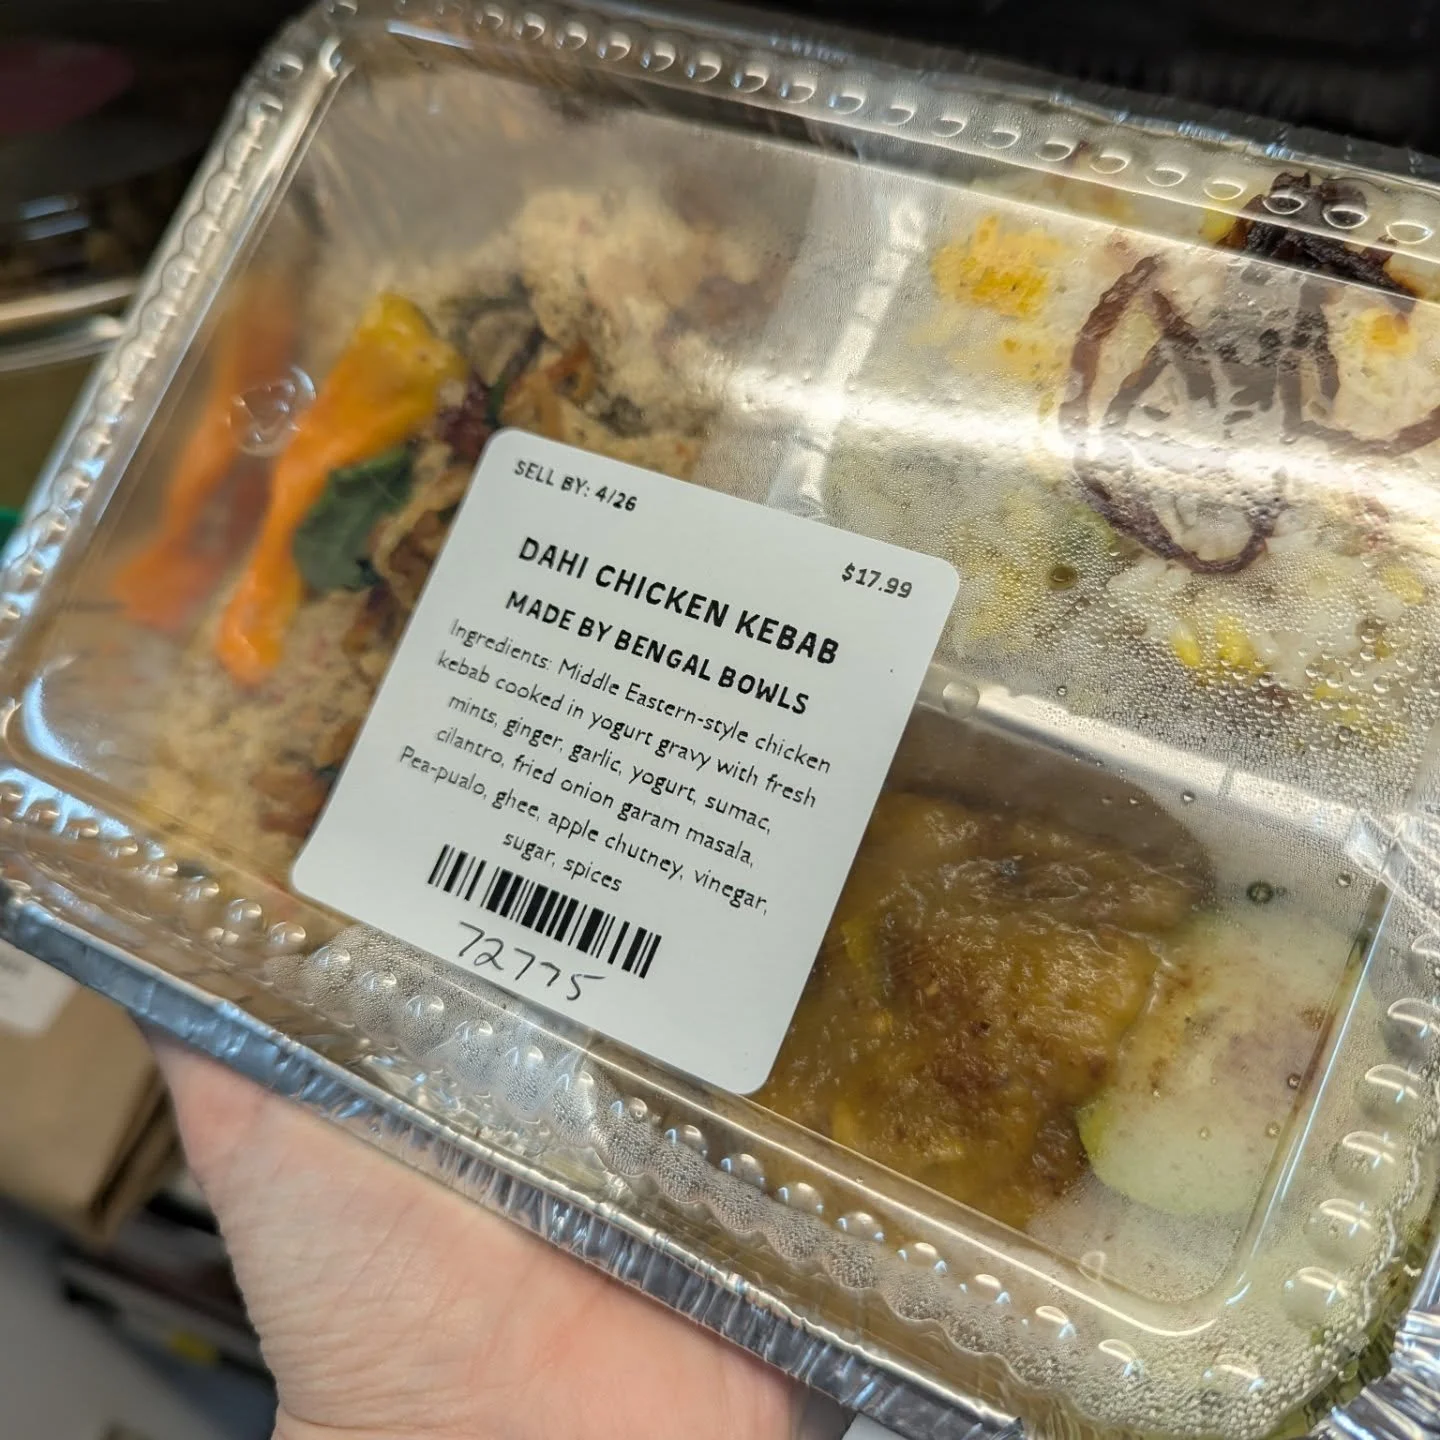 SELL BY: 4/26
$17.99
DAHI CHICKEN KEBAB
MADE BY BENGAL BOWLS
Ingredients: Middle Eastern-style chicken
kebab cooked in yogurt gravy with fresh
mints, ginger, garlic, yogurt, sumac,
cilantro, fried onion garam masala,
Pea-pualo, ghee, apple chutney, vinegar,
sugar, spices
72775